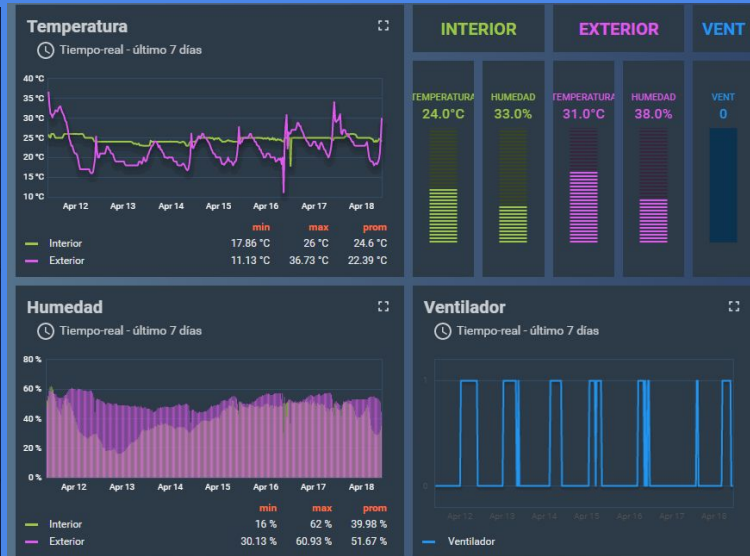 Temperatura
Tiempo-real - último 7 días
40 °C
35 °C
30 °C
25 °C
20 °C
15 °C
10 °C
Apr 12 Apr 13 Apr 14 Apr 15 Apr 16 Apr 17 Apr 18
min max prom
Interior 17.86 °C 26 °C 24.6 °C
Exterior 11.13 °C 36.73 °C 22.39 °C
INTERIOR EXTERIOR VENT
TEMPERATURA HUMEDAD TEMPERATURA HUMEDAD VENT
24.0°C 33.0% 31.0°C 38.0% 0
Humedad
Tiempo-real - último 7 días
80 %
60 %
40 %
20 %
0 %
Apr 12 Apr 13 Apr 14 Apr 15 Apr 16 Apr 17 Apr 18
min max prom
Interior 16 % 62 % 39.98 %
Exterior 30.13 % 60.93 % 51.67 %
Ventilador
Tiempo-real - último 7 días
1
0
Apr 12 Apr 13 Apr 14 Apr 15 Apr 16 Apr 17 Apr 18
Ventilador